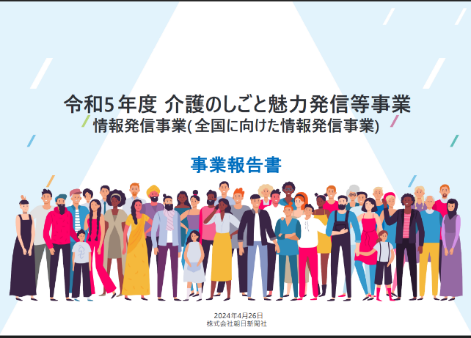 令和5年度 介護のしごと魅力発信等事業
情報発信事業(全国に向けた情報発信事業)
事業報告書
2024年4月26日
株式会社朝日新聞社